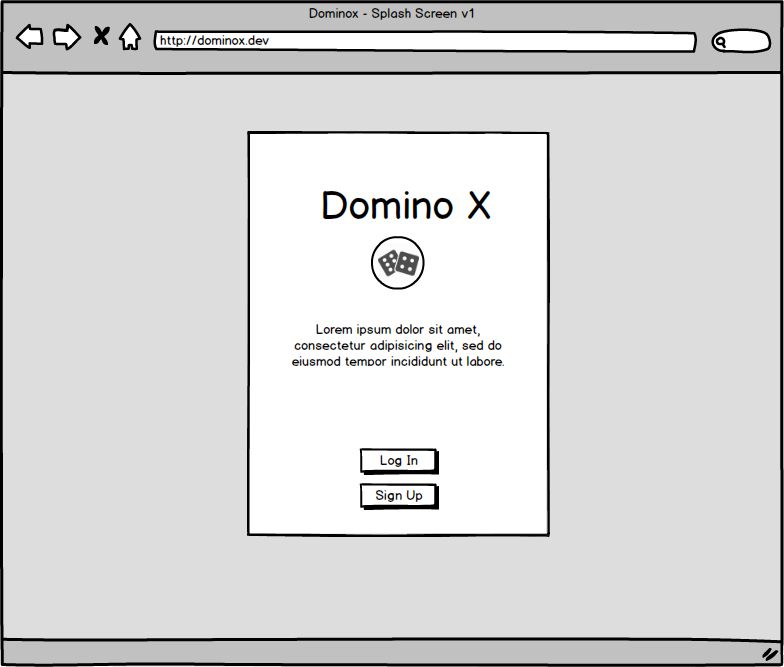 Dominox - Splash Screen v1
http://dominox.dev
Domino X
Lorem ipsum dolor sit amet,
consectetur adipisicing elit, sed do
eiusmod tempor incididunt ut labore.
Log In
Sign Up